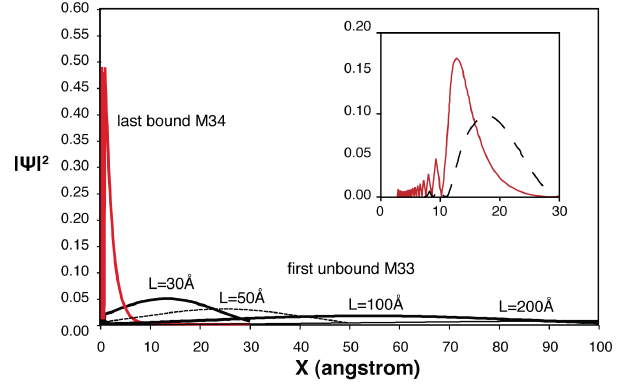 0.60
0.55
0.50
0.45
0.40
0.35
0.30
0.25
0.20
0.15
0.10
0.05
0.00
|Ψ|²
last bound M34
first unbound M33
L=30Å
L=50Å
L=100Å
L=200Å
0.20
0.15
0.10
0.05
0.00
0 10 20 30
0 10 20 30 40 50 60 70 80 90 100
X (angstrom)